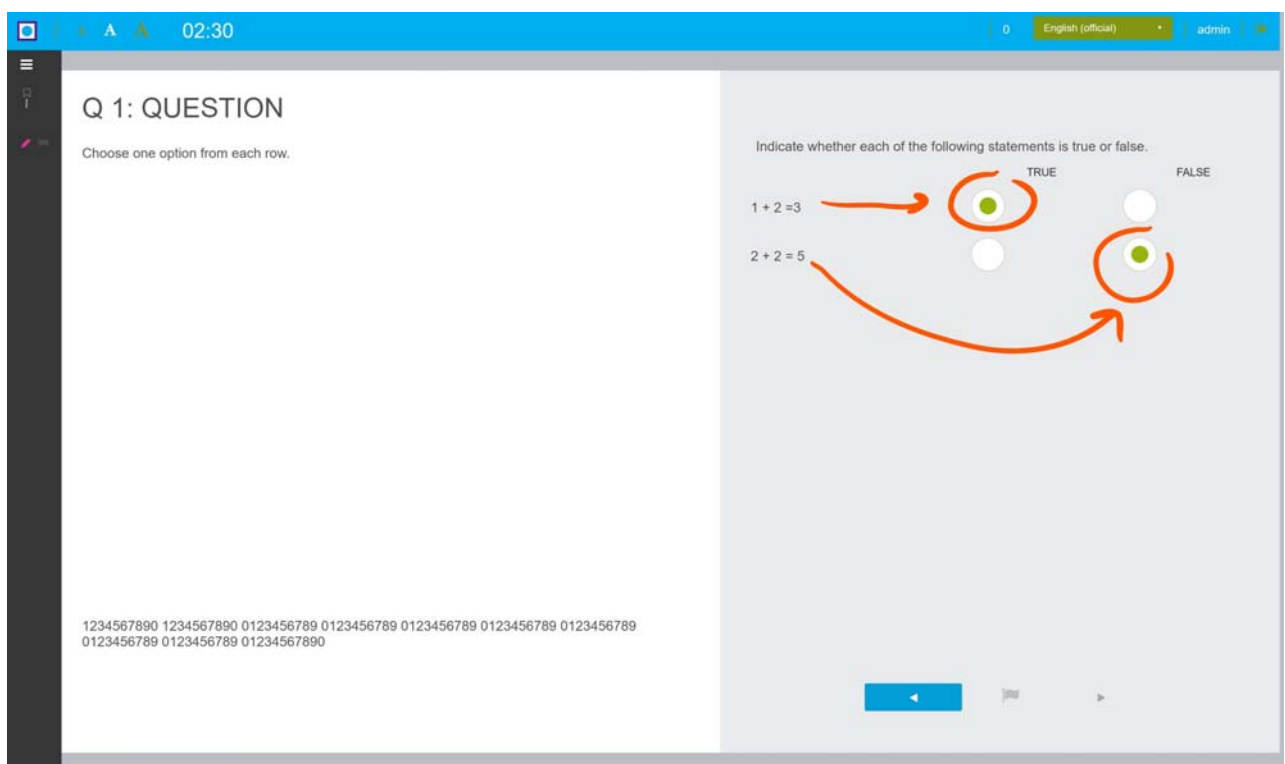 A A 02:30 0 English (official) admin
Q 1: QUESTION
Choose one option from each row.
1234567890 1234567890 0123456789 0123456789 0123456789 0123456789 0123456789
0123456789 0123456789 01234567890
Indicate whether each of the following statements is true or false.
TRUE FALSE
1 + 2 =3
2 + 2 = 5